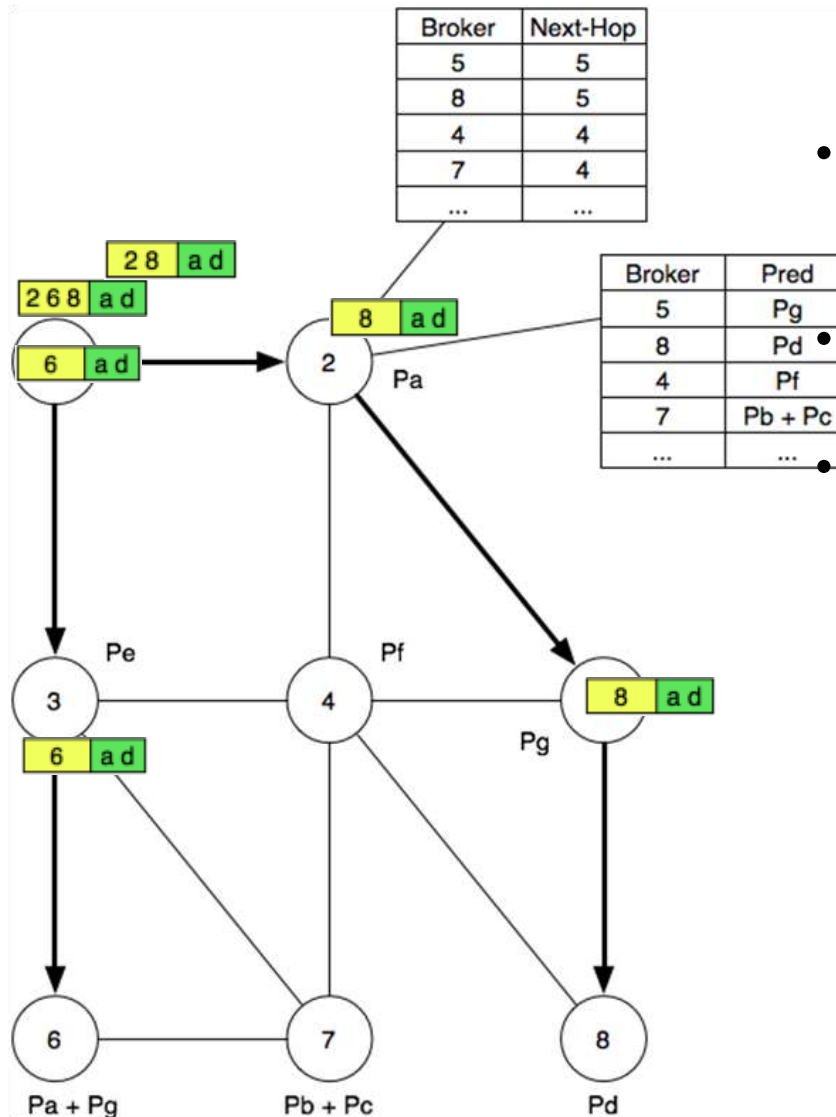 Broker Next-Hop
5 5
8 5
4 4
7 4
... ...
2 8 a d
2 6 8 a d
Broker Pred
5 Pg
8 Pd
4 Pf
7 Pb + Pc
... ...
8 a d
6 a d
2
Pa
Pe
Pf
3
4
8 a d
Pg
6 a d
6
7
8
Pa + Pg
Pb + Pc
Pd